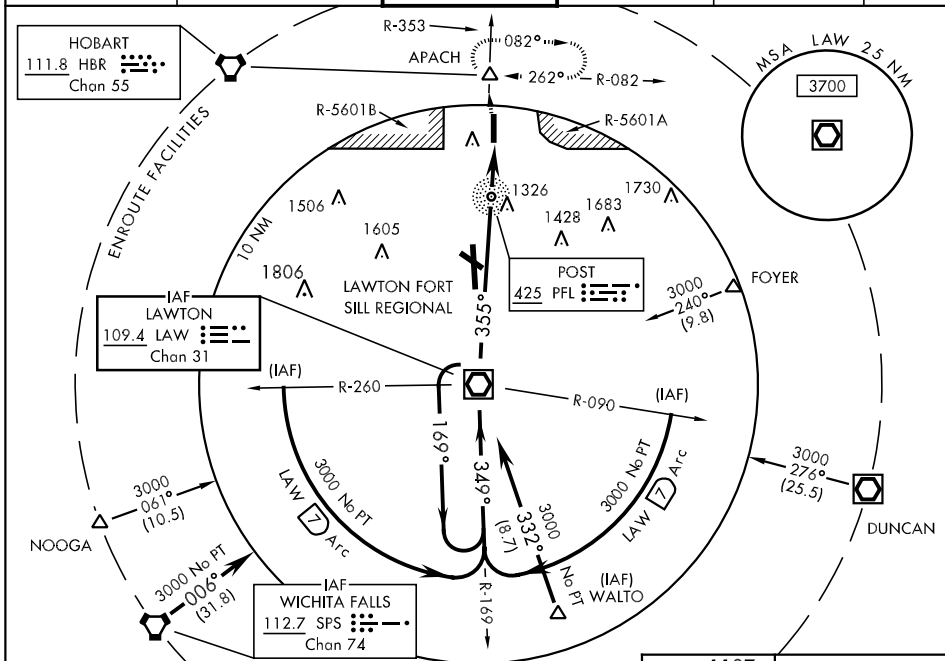 HOBART
111.8 HBR
Chan 55
R-353
APACH
082°
262°
R-082
MSA LAW 25 NM
3700
R-5601B
R-5601A
ENROUTE FACILITIES
10 NM
1506
1605
1806
1326
1428
1683
1730
LAWTON FORT
SILL REGIONAL
POST
425 PFL
FOYER
3000
240°
(9.8)
IAF
LAWTON
109.4 LAW
Chan 31
355°
(IAF)
R-260
R-090
(IAF)
169°
349°
3000 No PT
LAW 7 Arc
3000 No PT
LAW 7 Arc
3000
332°
(8.7)
No PT
3000
276°
(25.5)
DUNCAN
3000
061°
(10.5)
NOOGA
3000 No PT
006°
(31.8)
IAF
WICHITA FALLS
112.7 SPS
Chan 74
R-169
(IAF)
WALTO